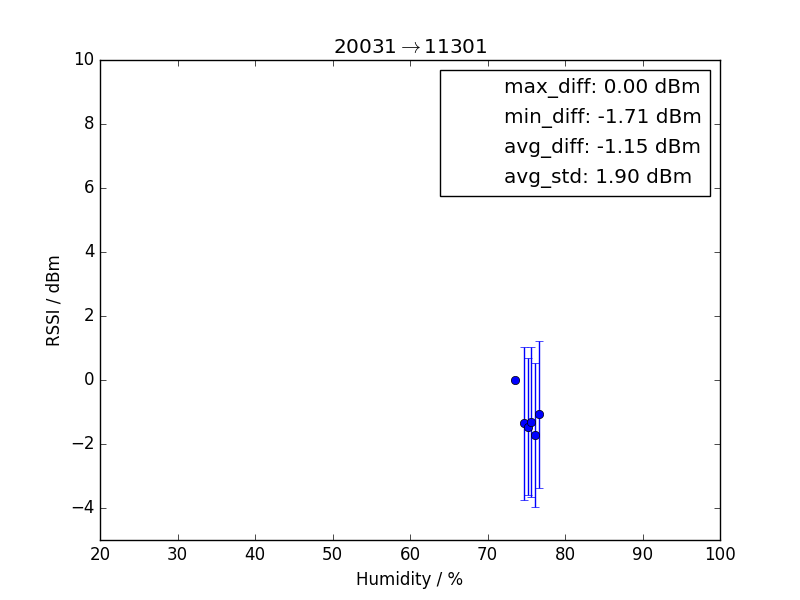 20031→11301
max_diff: 0.00 dBm
min_diff: -1.71 dBm
avg_diff: -1.15 dBm
avg_std: 1.90 dBm
10
8
6
4
2
0
−2
−4
RSSI / dBm
20 30 40 50 60 70 80 90 100
Humidity / %